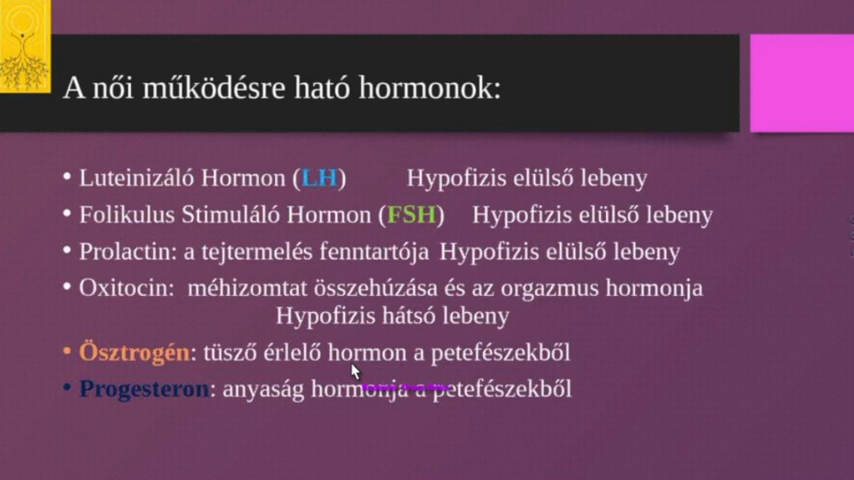 A női működésre ható hormonok:
• Luteinizáló Hormon (LH) Hypofizis elülső lebeny
• Folikulus Stimuláló Hormon (FSH) Hypofizis elülső lebeny
• Prolactin: a tejtermelés fenntartója Hypofizis elülső lebeny
• Oxitocin: méhizomtat összehúzása és az orgazmus hormonja
Hypofizis hátsó lebeny
• Ösztrogén: tüsző érlelő hormon a petefészekből
• Progesteron: anyaság hormonja a petefészekből